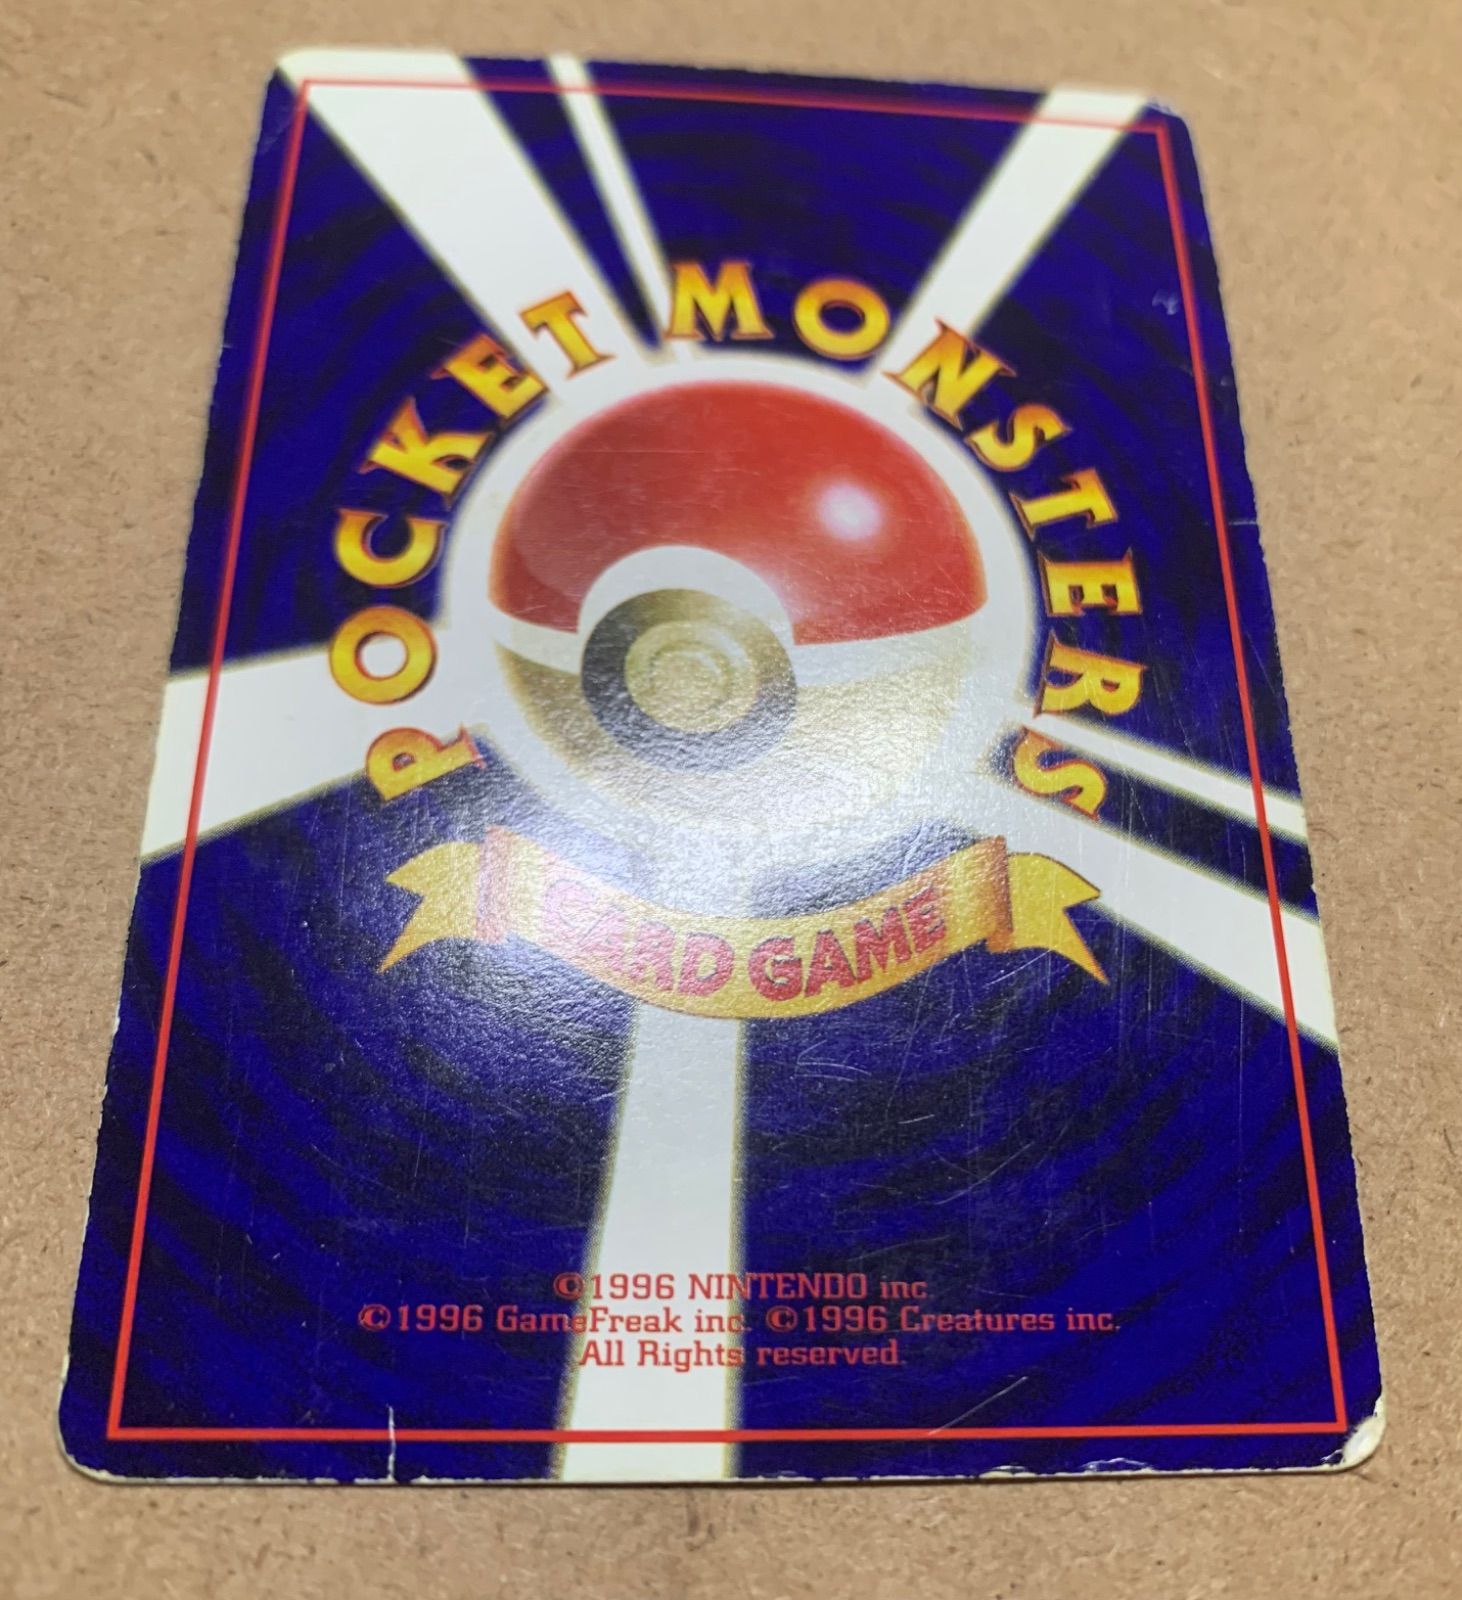 POCKET MONSTERS
CARD GAME
©1996 NINTENDO inc.
©1996 GameFreak inc. ©1996 Creatures inc.
All Rights reserved.